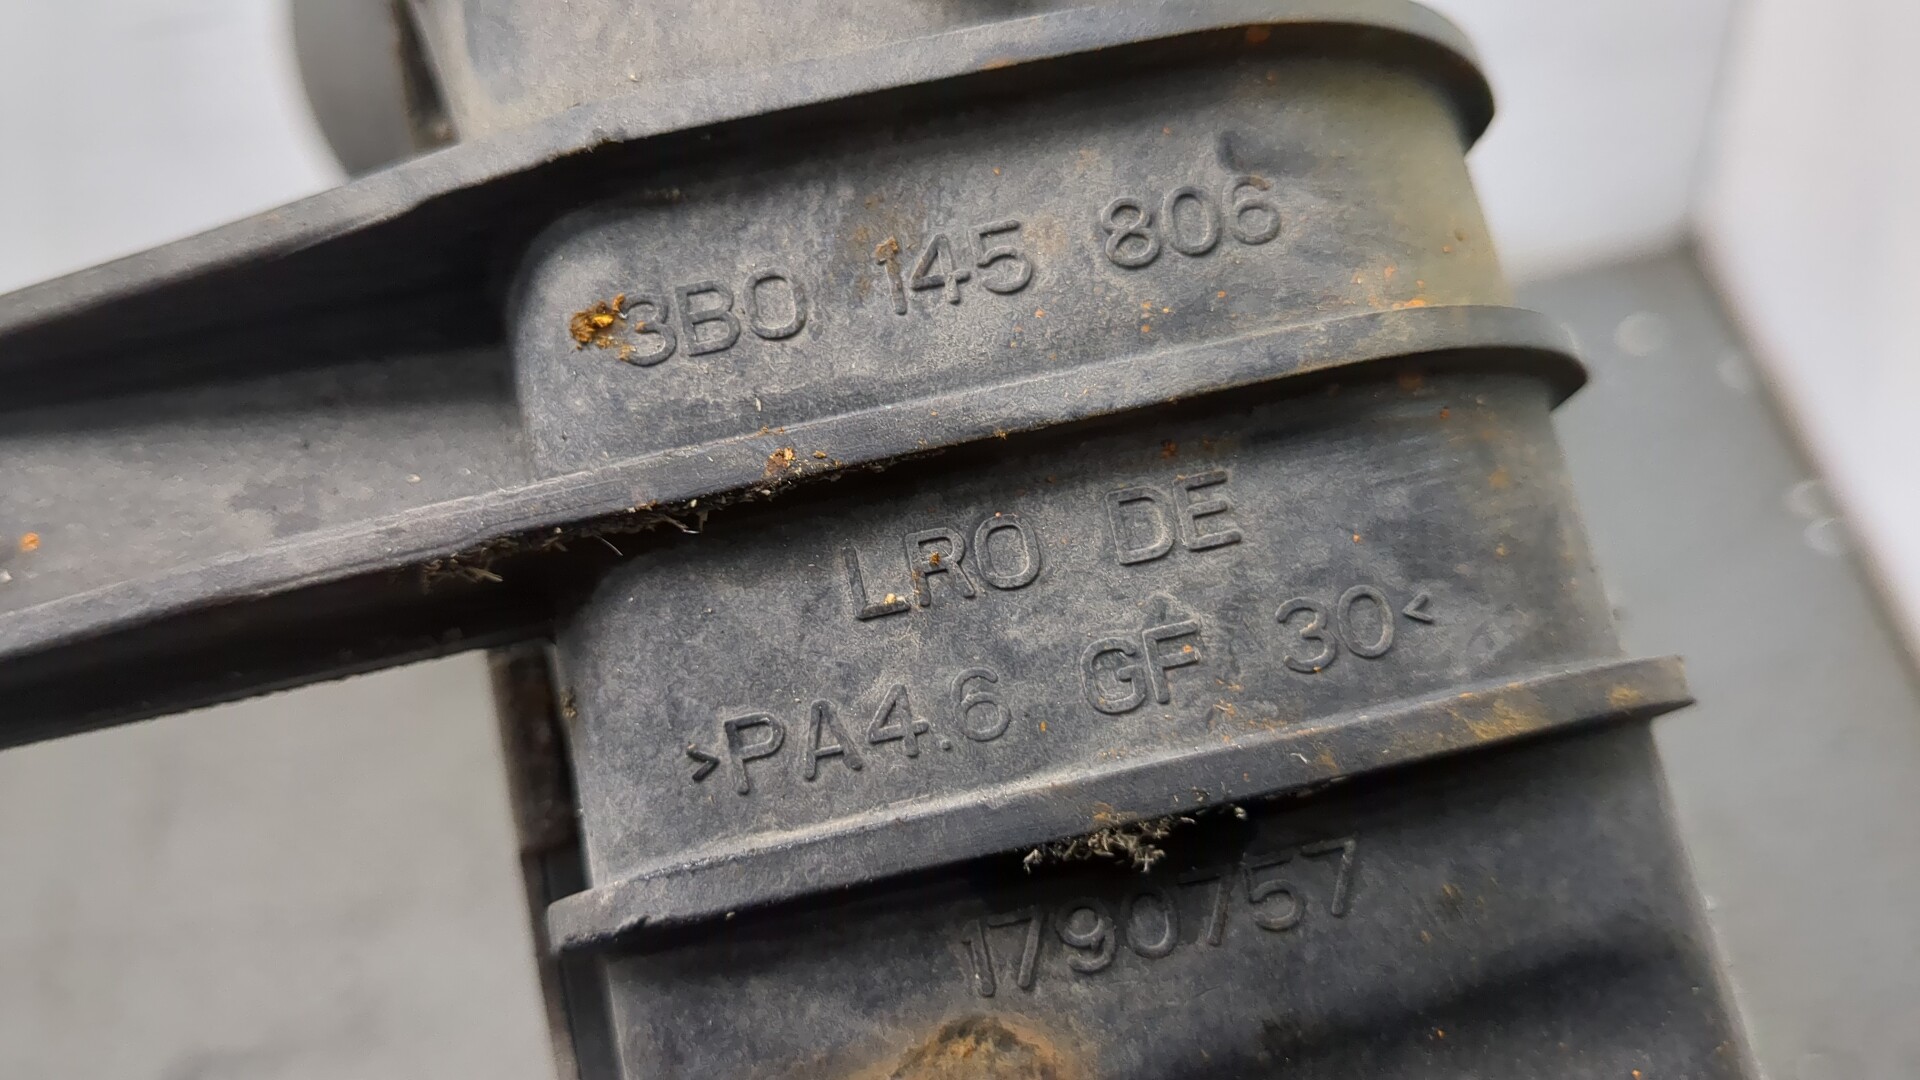 3B0 145 806
LRO DE
>PA4.6 GF 30<
1790757